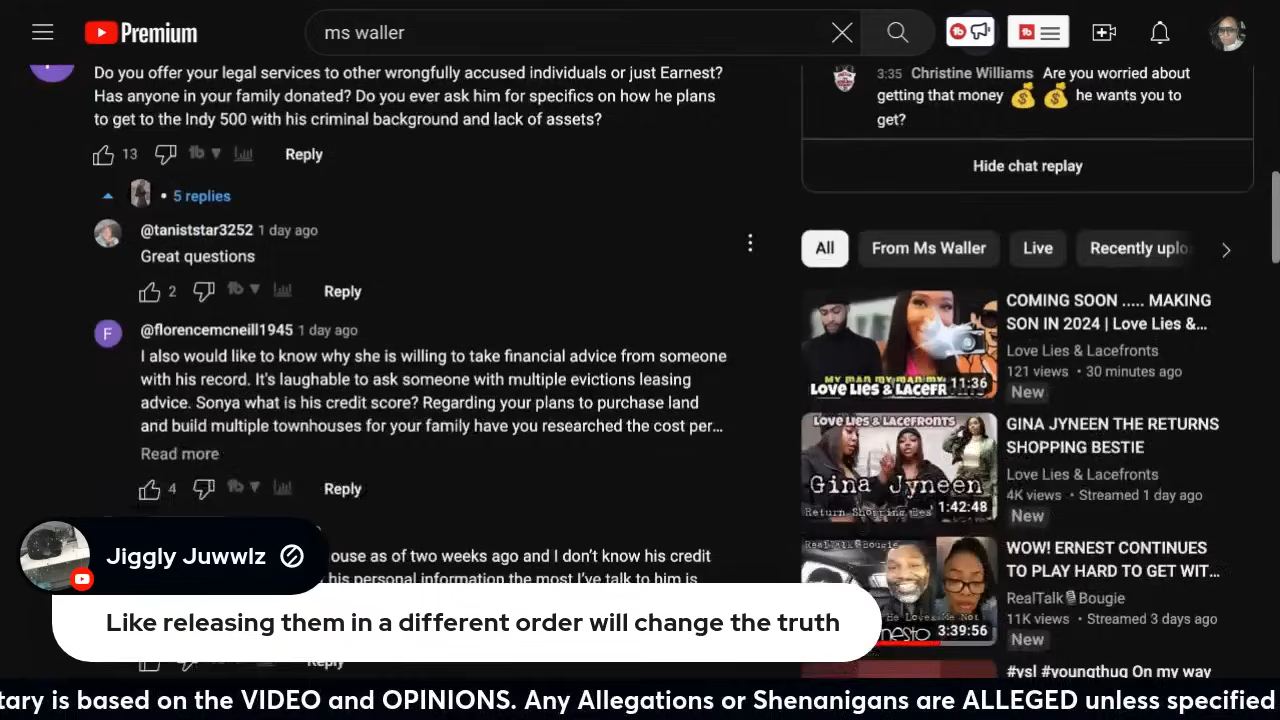 Premium
ms waller
Do you offer your legal services to other wrongfully accused individuals or just Earnest?
Has anyone in your family donated? Do you ever ask him for specifics on how he plans
to get to the Indy 500 with his criminal background and lack of assets?
13
Reply
5 replies
@taniststar3252 1 day ago
Great questions
2
Reply
F
@florencemcneill1945 1 day ago
I also would like to know why she is willing to take financial advice from someone
with his record. It's laughable to ask someone with multiple evictions leasing
advice. Sonya what is his credit score? Regarding your plans to purchase land
and build multiple townhouses for your family have you researched the cost per...
Read more
4
Reply
ouse as of two weeks ago and I don't know his credit
his personal information the most I've talk to him is
Reply
3:35 Christine Williams Are you worried about
getting that money 💰 💰 he wants you to
get?
Hide chat replay
All
From Ms Waller
Live
Recently uplo
COMING SOON ..... MAKING
SON IN 2024 | Love Lies &...
Love Lies & Lacefronts
121 views • 30 minutes ago
New
MY MAN MY MAN MY
LOVE LIES & LACEFR
11:36
GINA JYNEEN THE RETURNS
SHOPPING BESTIE
Love Lies & Lacefronts
4K views • Streamed 1 day ago
New
LOVE LIES & LACEFRONTS
Gina Jyneen
1:42:48
WOW! ERNEST CONTINUES
TO PLAY HARD TO GET WIT...
RealTalk🎙Bougie
11K views • Streamed 3 days ago
New
RealTalk🎙Bougie
He Loves Me Not
nesto
3:39:56
#ysl #youngthug On my way
Jiggly Juwwlz
Like releasing them in a different order will change the truth
tary is based on the VIDEO and OPINIONS. Any Allegations or Shenanigans are ALLEGED unless specified